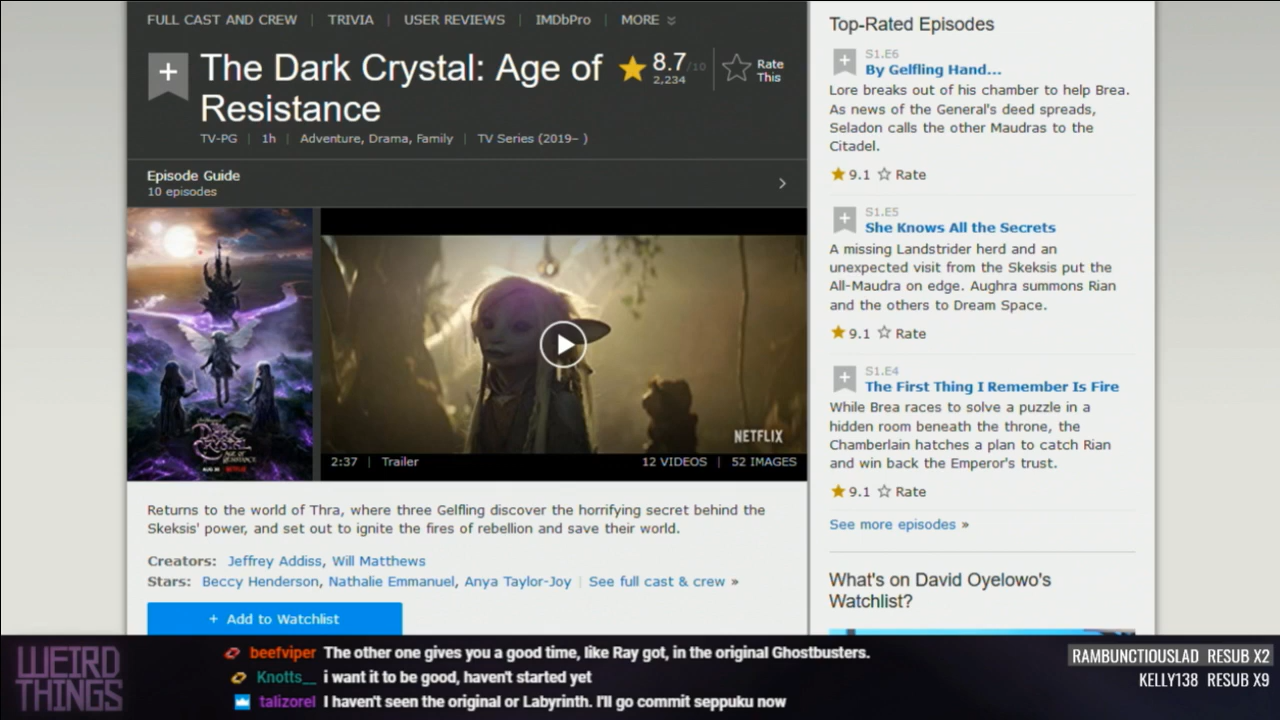 FULL CAST AND CREW | TRIVIA | USER REVIEWS | IMDbPro | MORE
The Dark Crystal: Age of
Resistance
8.7/10
2,234
Rate
This
TV-PG | 1h | Adventure, Drama, Family | TV Series (2019– )
Episode Guide
10 episodes
AGE OF
RESISTANCE
AUG 30
NETFLIX
NETFLIX
2:37 | Trailer
12 VIDEOS | 52 IMAGES
Returns to the world of Thra, where three Gelfling discover the horrifying secret behind the
Skeksis' power, and set out to ignite the fires of rebellion and save their world.
Creators: Jeffrey Addiss, Will Matthews
Stars: Beccy Henderson, Nathalie Emmanuel, Anya Taylor-Joy | See full cast & crew »
+ Add to Watchlist
Top-Rated Episodes
S1.E6
By Gelfling Hand...
Lore breaks out of his chamber to help Brea.
As news of the General's deed spreads,
Seladon calls the other Maudras to the
Citadel.
9.1 Rate
S1.E5
She Knows All the Secrets
A missing Landstrider herd and an
unexpected visit from the Skeksis put the
All-Maudra on edge. Aughra summons Rian
and the others to Dream Space.
9.1 Rate
S1.E4
The First Thing I Remember Is Fire
While Brea races to solve a puzzle in a
hidden room beneath the throne, the
Chamberlain hatches a plan to catch Rian
and win back the Emperor's trust.
9.1 Rate
See more episodes »
What's on David Oyelowo's
Watchlist?
WEIRD
THINGS
beefviper The other one gives you a good time, like Ray got, in the original Ghostbusters.
Knotts__ i want it to be good, haven't started yet
talizorel I haven't seen the original or Labyrinth. I'll go commit seppuku now
RAMBUNCTIOUSLAD RESUB X2
KELLY138 RESUB X9